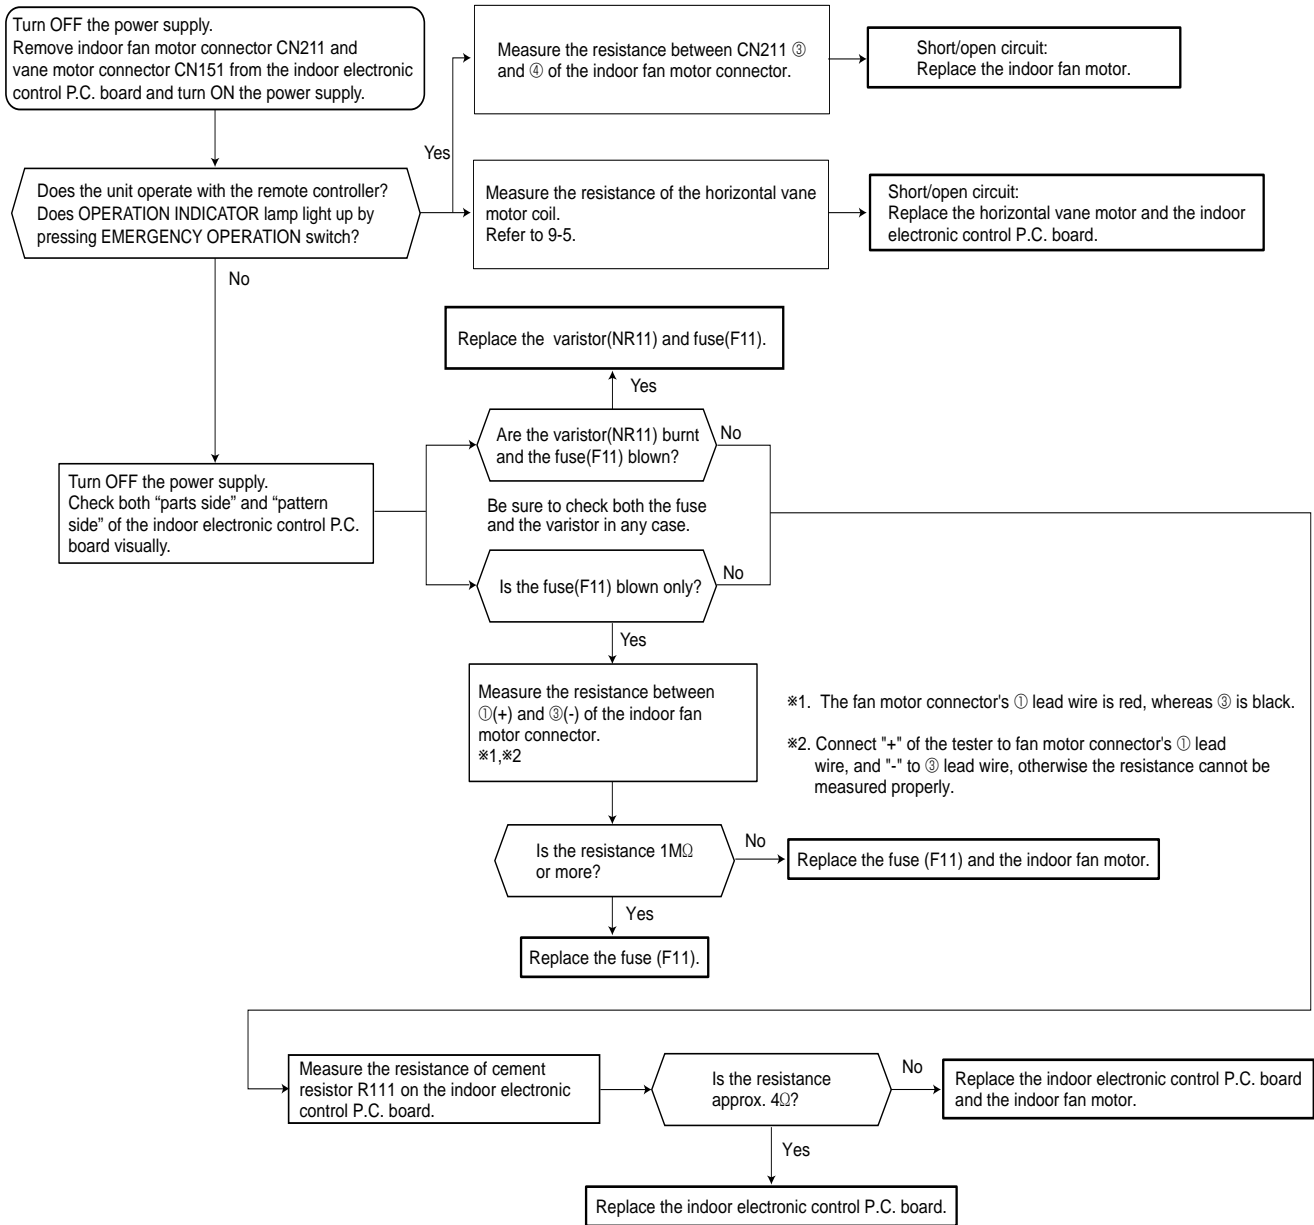 Turn OFF the power supply.
Remove indoor fan motor connector CN211 and
vane motor connector CN151 from the indoor electronic
control P.C. board and turn ON the power supply.
Measure the resistance between CN211 ③
and ④ of the indoor fan motor connector.
Short/open circuit:
Replace the indoor fan motor.
Yes
Does the unit operate with the remote controller?
Does OPERATION INDICATOR lamp light up by
pressing EMERGENCY OPERATION switch?
Measure the resistance of the horizontal vane
motor coil.
Refer to 9-5.
Short/open circuit:
Replace the horizontal vane motor and the indoor
electronic control P.C. board.
No
Replace the  varistor(NR11) and fuse(F11).
Yes
Are the varistor(NR11) burnt
and the fuse(F11) blown?
No
Turn OFF the power supply.
Check both “parts side” and “pattern
side” of the indoor electronic control P.C.
board visually.
Be sure to check both the fuse
and the varistor in any case.
Is the fuse(F11) blown only?
No
Yes
Measure the resistance between
①(+) and ③(-) of the indoor fan
motor connector.
※1,※2
※1.  The fan motor connector's ① lead wire is red, whereas ③ is black.
※2. Connect "+" of the tester to fan motor connector's ① lead
wire, and "-" to ③ lead wire, otherwise the resistance cannot be
measured properly.
Is the resistance 1MΩ
or more?
No
Replace the fuse (F11) and the indoor fan motor.
Yes
Replace the fuse (F11).
Measure the resistance of cement
resistor R111 on the indoor electronic
control P.C. board.
Is the resistance
approx. 4Ω?
No
Replace the indoor electronic control P.C. board
and the indoor fan motor.
Yes
Replace the indoor electronic control P.C. board.